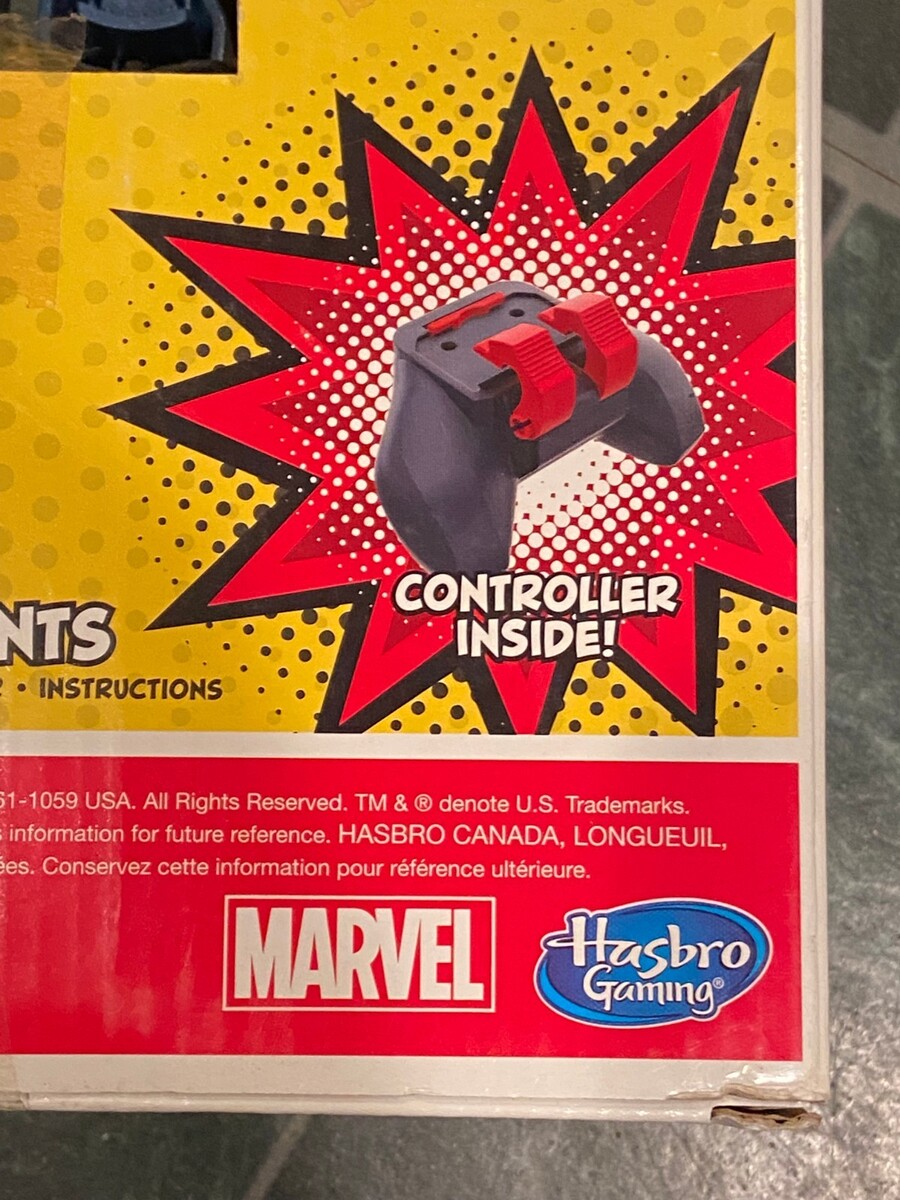 CONTROLLER
INSIDE!
NTS
• INSTRUCTIONS
61-1059 USA. All Rights Reserved. TM & ® denote U.S. Trademarks.
information for future reference. HASBRO CANADA, LONGUEUIL,
ées. Conservez cette information pour référence ultérieure.
MARVEL
Hasbro
Gaming®